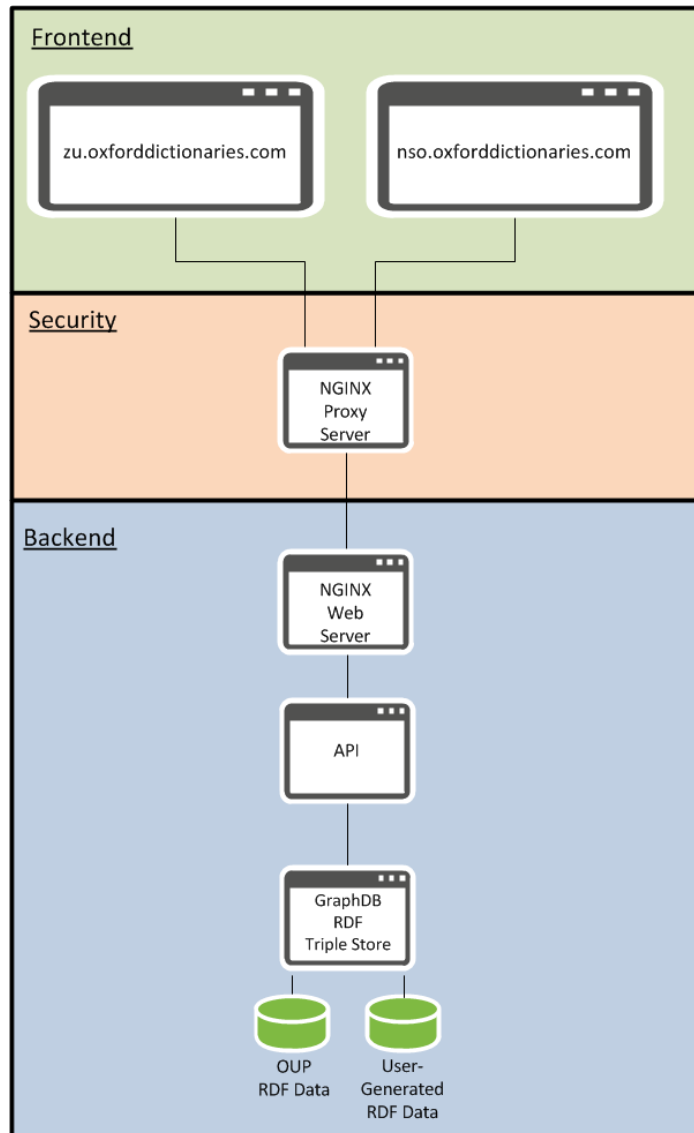 Frontend
zu.oxforddictionaries.com
nso.oxforddictionaries.com
Security
NGINX
Proxy
Server
Backend
NGINX
Web
Server
API
GraphDB
RDF
Triple Store
OUP
RDF Data
User-
Generated
RDF Data